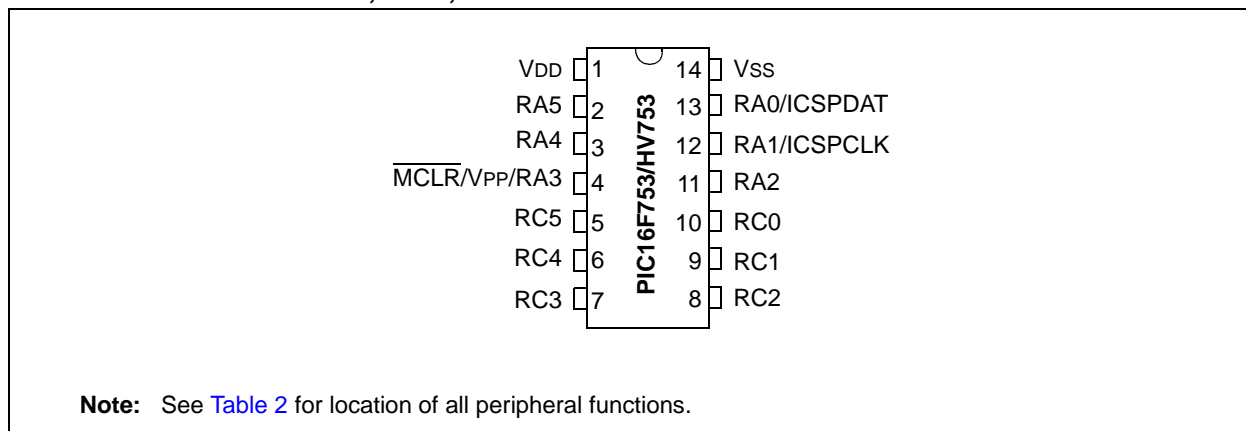 VDD 1 14 VSS
RA5 2 13 RA0/ICSPDAT
RA4 3 12 RA1/ICSPCLK
MCLR/VPP/RA3 4 11 RA2
RC5 5 10 RC0
RC4 6 9 RC1
RC3 7 8 RC2
PIC16F753/HV753
Note: See Table 2 for location of all peripheral functions.